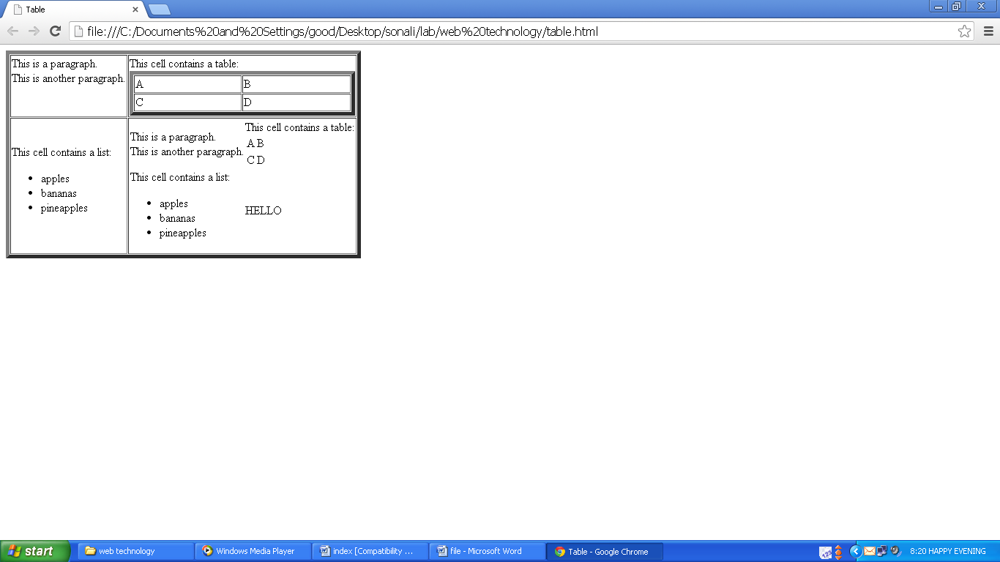 Table
file:///C:/Documents%20and%20Settings/good/Desktop/sonali/lab/web%20technology/table.html
This is a paragraph.
This is another paragraph.
This cell contains a table:
A B
C D
This cell contains a list:
apples
bananas
pineapples
This is a paragraph.
This is another paragraph.
This cell contains a table:
A B
C D
This cell contains a list:
apples
bananas
pineapples
HELLO
start
web technology
Windows Media Player
index [Compatibility ...
file - Microsoft Word
Table - Google Chrome
8:20 HAPPY EVENING